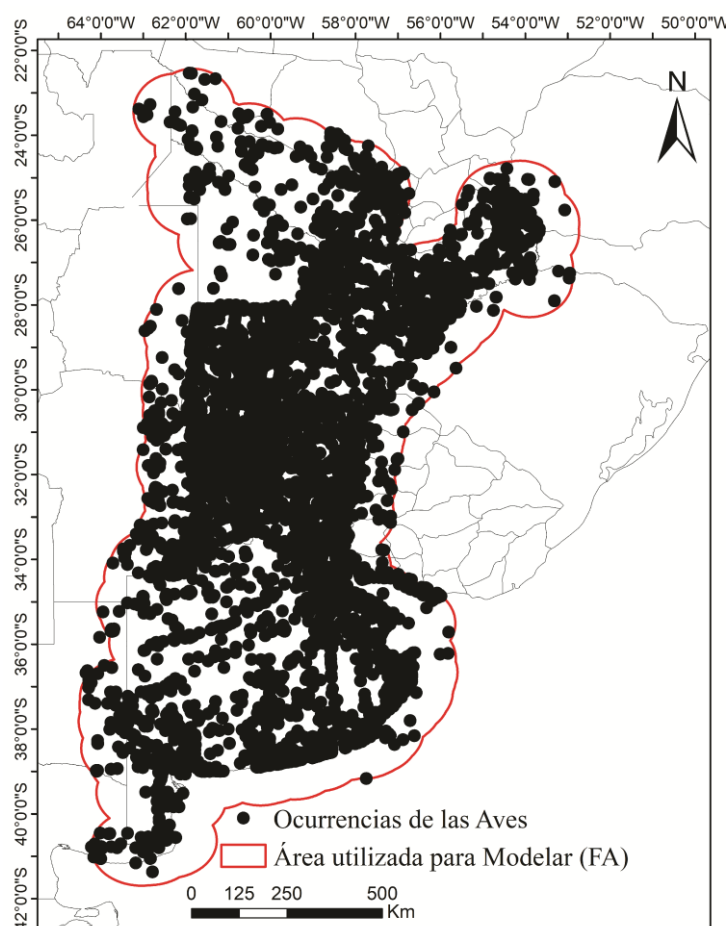 64°0'0"O 62°0'0"O 60°0'0"O 58°0'0"O 56°0'0"O 54°0'0"O 52°0'0"O 50°0'0"O
22°0'0"S
24°0'0"S
26°0'0"S
28°0'0"S
30°0'0"S
32°0'0"S
34°0'0"S
36°0'0"S
38°0'0"S
40°0'0"S
42°0'0"S
N
Ocurrencias de las Aves
Área utilizada para Modelar (FA)
0 125 250 500
Km